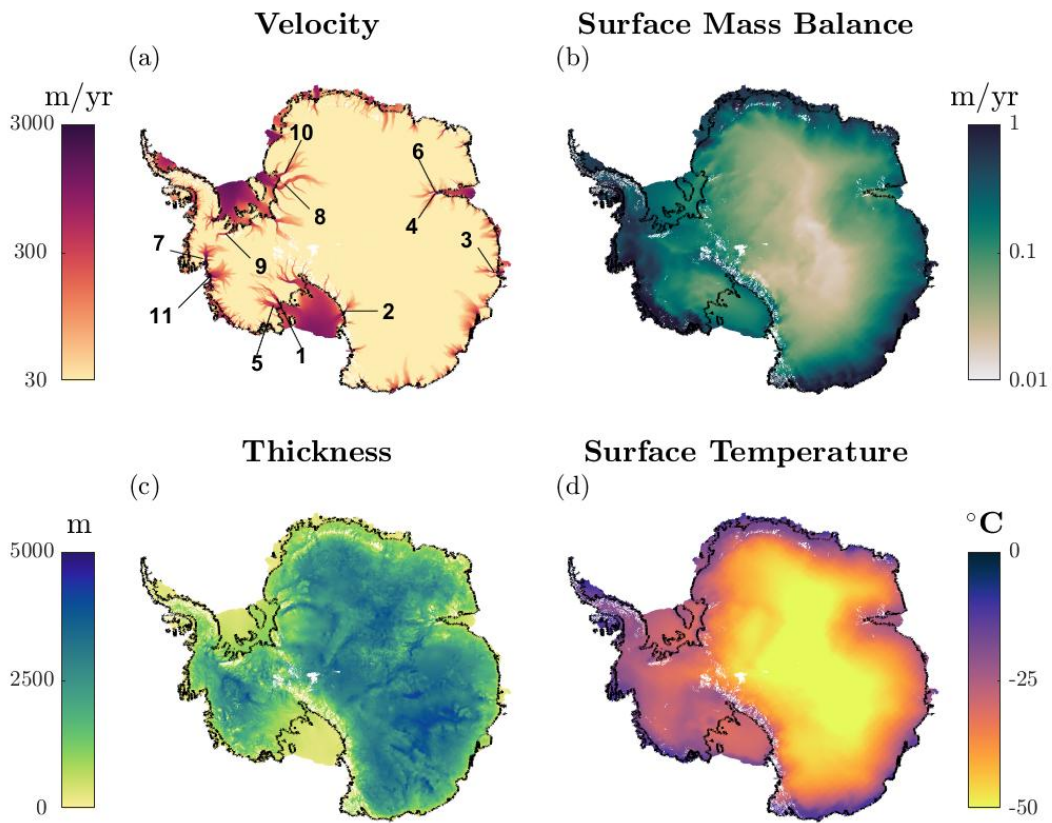 Velocity
Surface Mass Balance
(a)
(b)
m/yr
m/yr
3000
10
1
6
8
4
3
7
300
9
0.1
2
11
1
5
30
0.01
Thickness
Surface Temperature
(c)
(d)
m
°C
5000
0
2500
-25
0
-50